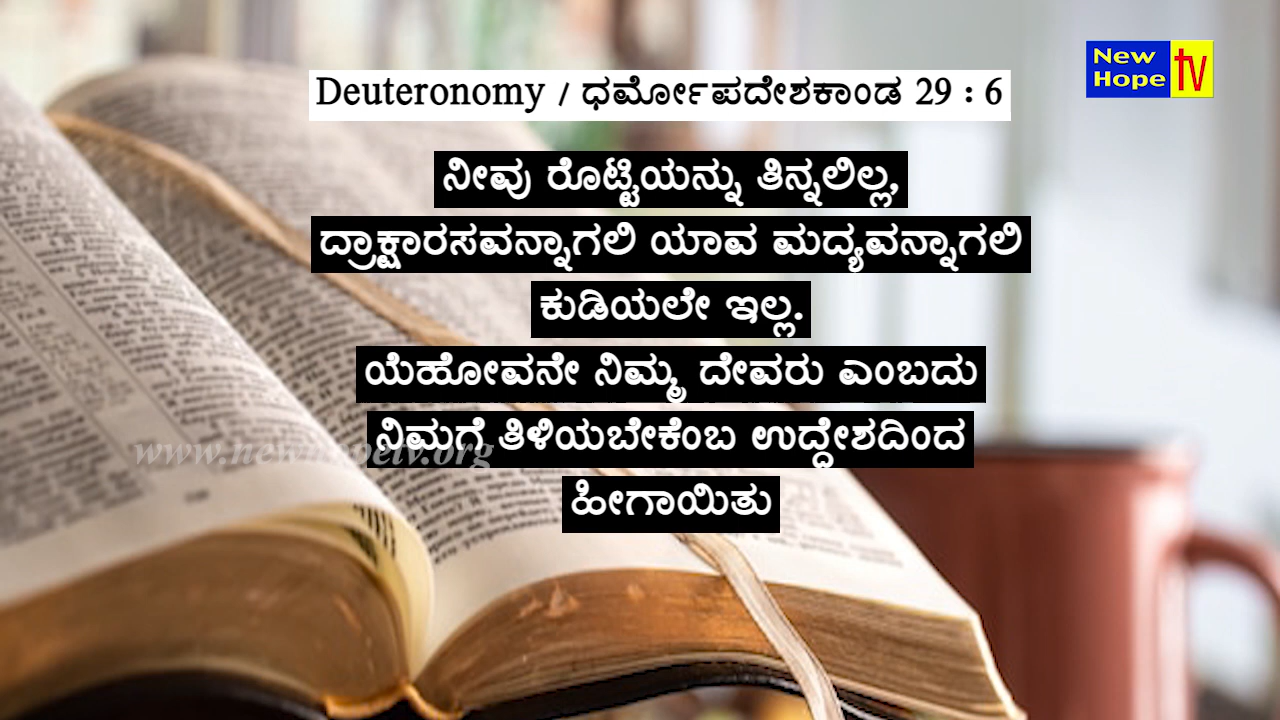 New Hope TV
Deuteronomy / ಧರ್ಮೋಪದೇಶಕಾಂಡ 29 : 6
ನೀವು ರೊಟ್ಟಿಯನ್ನು ತಿನ್ನಲಿಲ್ಲ,
ದ್ರಾಕ್ಷಾರಸವನ್ನಾಗಲಿ ಯಾವ ಮದ್ಯವನ್ನಾಗಲಿ
ಕುಡಿಯಲೇ ಇಲ್ಲ.
ಯೆಹೋವನೇ ನಿಮ್ಮ ದೇವರು ಎಂಬದು
ನಿಮಗೆ ತಿಳಿಯಬೇಕೆಂಬ ಉದ್ದೇಶದಿಂದ
ಹೀಗಾಯಿತು